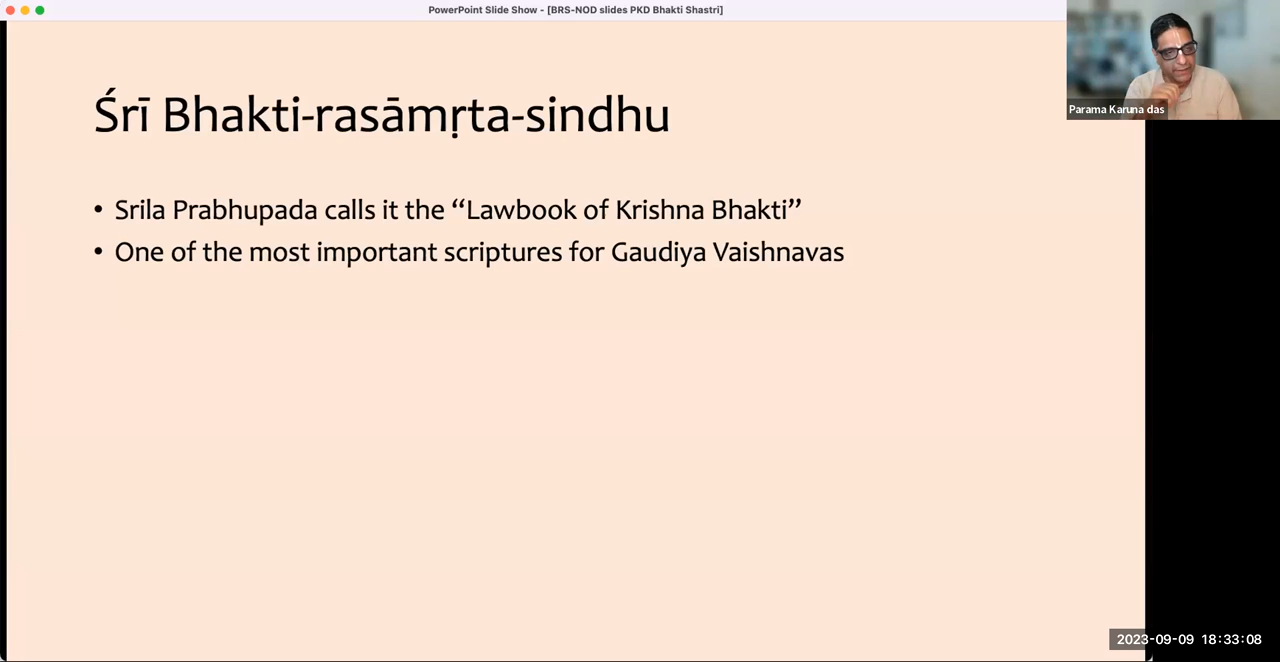 PowerPoint Slide Show - [BRS-NOD slides PKD Bhakti Shastri]
Parama Karuna das
Śrī Bhakti-rasāmṛta-sindhu
• Srila Prabhupada calls it the “Lawbook of Krishna Bhakti”
• One of the most important scriptures for Gaudiya Vaishnavas
2023-09-09 18:33:08